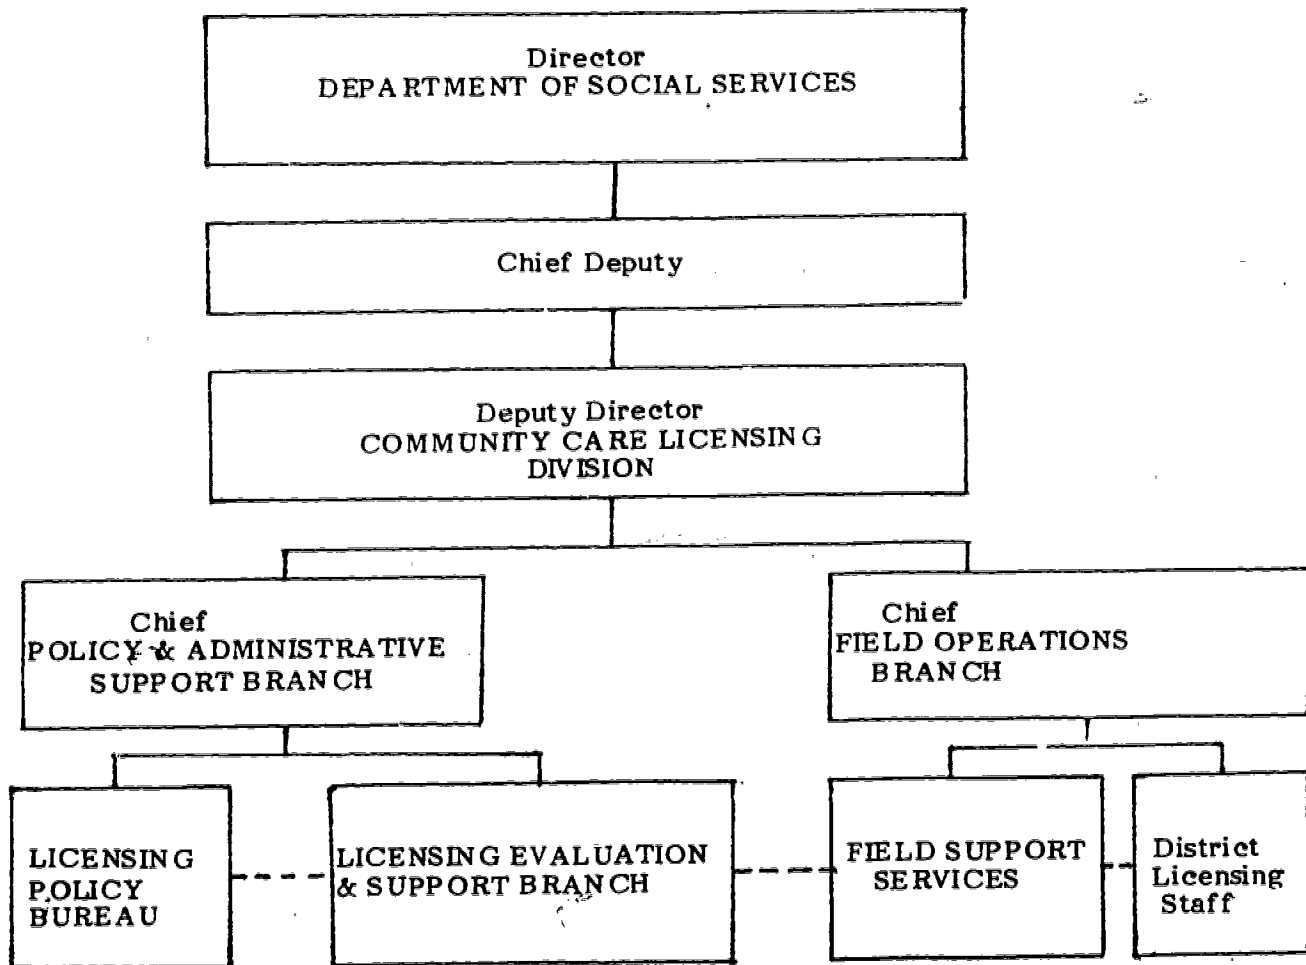 Director
DEPARTMENT OF SOCIAL SERVICES
Chief Deputy
Deputy Director
COMMUNITY CARE LICENSING
DIVISION
Chief
POLICY & ADMINISTRATIVE
SUPPORT BRANCH
Chief
FIELD OPERATIONS
BRANCH
LICENSING
POLICY
BUREAU
LICENSING EVALUATION
& SUPPORT BRANCH
FIELD SUPPORT
SERVICES
District
Licensing
Staff